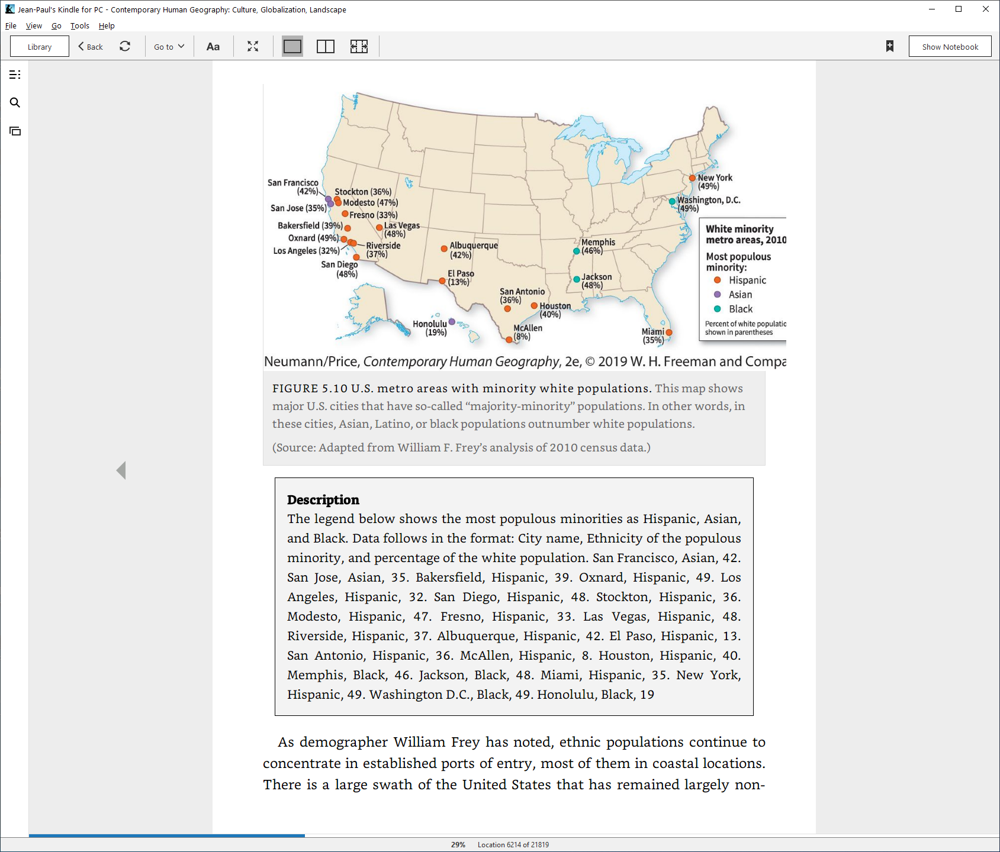 Jean-Paul's Kindle for PC - Contemporary Human Geography: Culture, Globalization, Landscape
File View Go Tools Help
Library
Back
Go to
Aa
Show Notebook
San Francisco
(42%)
Stockton (36%)
Modesto (47%)
San Jose (35%)
Fresno (33%)
Bakersfield (39%)
Las Vegas
(48%)
Oxnard (49%)
Los Angeles (32%)
Riverside
(37%)
San Diego
(48%)
Albuquerque
(42%)
El Paso
(13%)
San Antonio
(36%)
Houston
(40%)
McAllen
(8%)
Honolulu
(19%)
Memphis
(46%)
Jackson
(48%)
Miami
(35%)
New York
(49%)
Washington, D.C.
(49%)
White minority
metro areas, 2010
Most populous
minority:
Hispanic
Asian
Black
Percent of white populatio
shown in parentheses
Neumann/Price, Contemporary Human Geography, 2e, © 2019 W. H. Freeman and Compa
FIGURE 5.10 U.S. metro areas with minority white populations. This map shows
major U.S. cities that have so-called “majority-minority” populations. In other words, in
these cities, Asian, Latino, or black populations outnumber white populations.
(Source: Adapted from William F. Frey’s analysis of 2010 census data.)
Description
The legend below shows the most populous minorities as Hispanic, Asian,
and Black. Data follows in the format: City name, Ethnicity of the populous
minority, and percentage of the white population. San Francisco, Asian, 42.
San Jose, Asian, 35. Bakersfield, Hispanic, 39. Oxnard, Hispanic, 49. Los
Angeles, Hispanic, 32. San Diego, Hispanic, 48. Stockton, Hispanic, 36.
Modesto, Hispanic, 47. Fresno, Hispanic, 33. Las Vegas, Hispanic, 48.
Riverside, Hispanic, 37. Albuquerque, Hispanic, 42. El Paso, Hispanic, 13.
San Antonio, Hispanic, 36. McAllen, Hispanic, 8. Houston, Hispanic, 40.
Memphis, Black, 46. Jackson, Black, 48. Miami, Hispanic, 35. New York,
Hispanic, 49. Washington D.C., Black, 49. Honolulu, Black, 19
As demographer William Frey has noted, ethnic populations continue to
concentrate in established ports of entry, most of them in coastal locations.
There is a large swath of the United States that has remained largely non-
29% Location 6214 of 21819